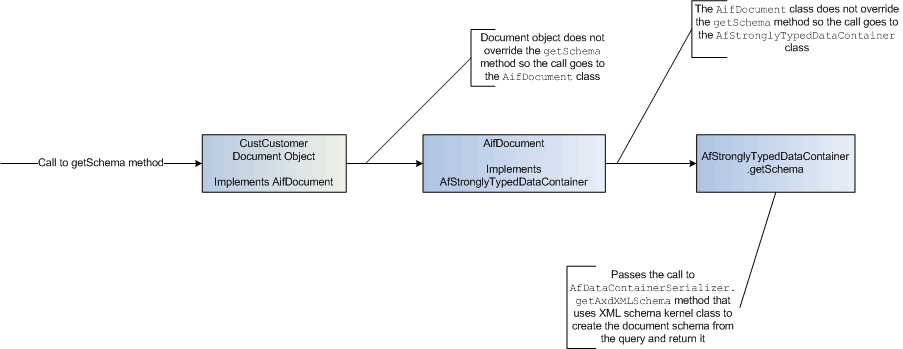 The AifDocument class does not override
the getSchema method so the call goes to
the AfStronglyTypedDataContainer
class
Document object does not
override the getSchema
method so the call goes to
the AifDocument class
Call to getSchema method
CustCustomer
Document Object
Implements AifDocument
AifDocument
Implements
AfStronglyTypedDataContainer
AfStronglyTypedDataContainer
.getSchema
Passes the call to
AfDataContainerSerializer.
getAxdXMLSchema method that
uses XML schema kernel class to
create the document schema from
the query and return it